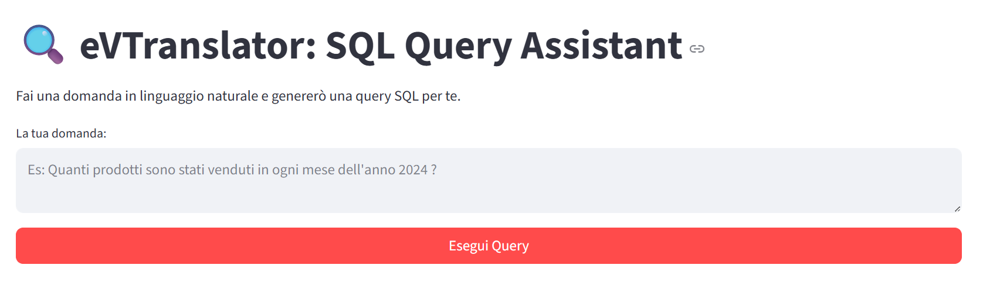 eVTranslator: SQL Query Assistant
Fai una domanda in linguaggio naturale e genererò una query SQL per te.
La tua domanda:
Es: Quanti prodotti sono stati venduti in ogni mese dell'anno 2024 ?
Esegui Query